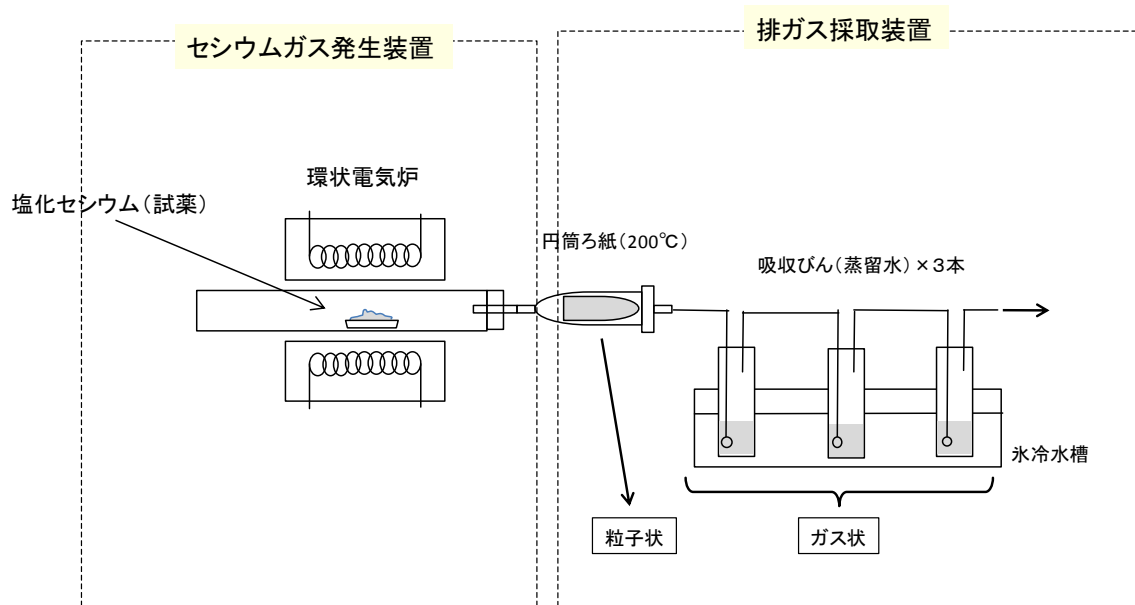 セシウムガス発生装置
排ガス採取装置
環状電気炉
塩化セシウム(試薬)
円筒ろ紙(200℃)
吸収びん(蒸留水)×3本
氷冷水槽
粒子状
ガス状